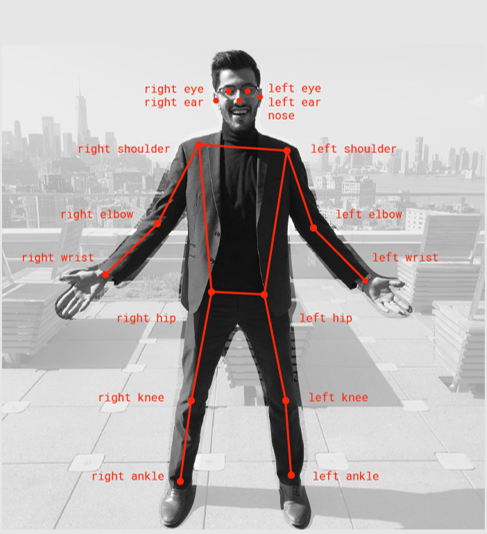 right eye
left eye
right ear
left ear
nose
right shoulder
left shoulder
right elbow
left elbow
right wrist
left wrist
right hip
left hip
right knee
left knee
right ankle
left ankle